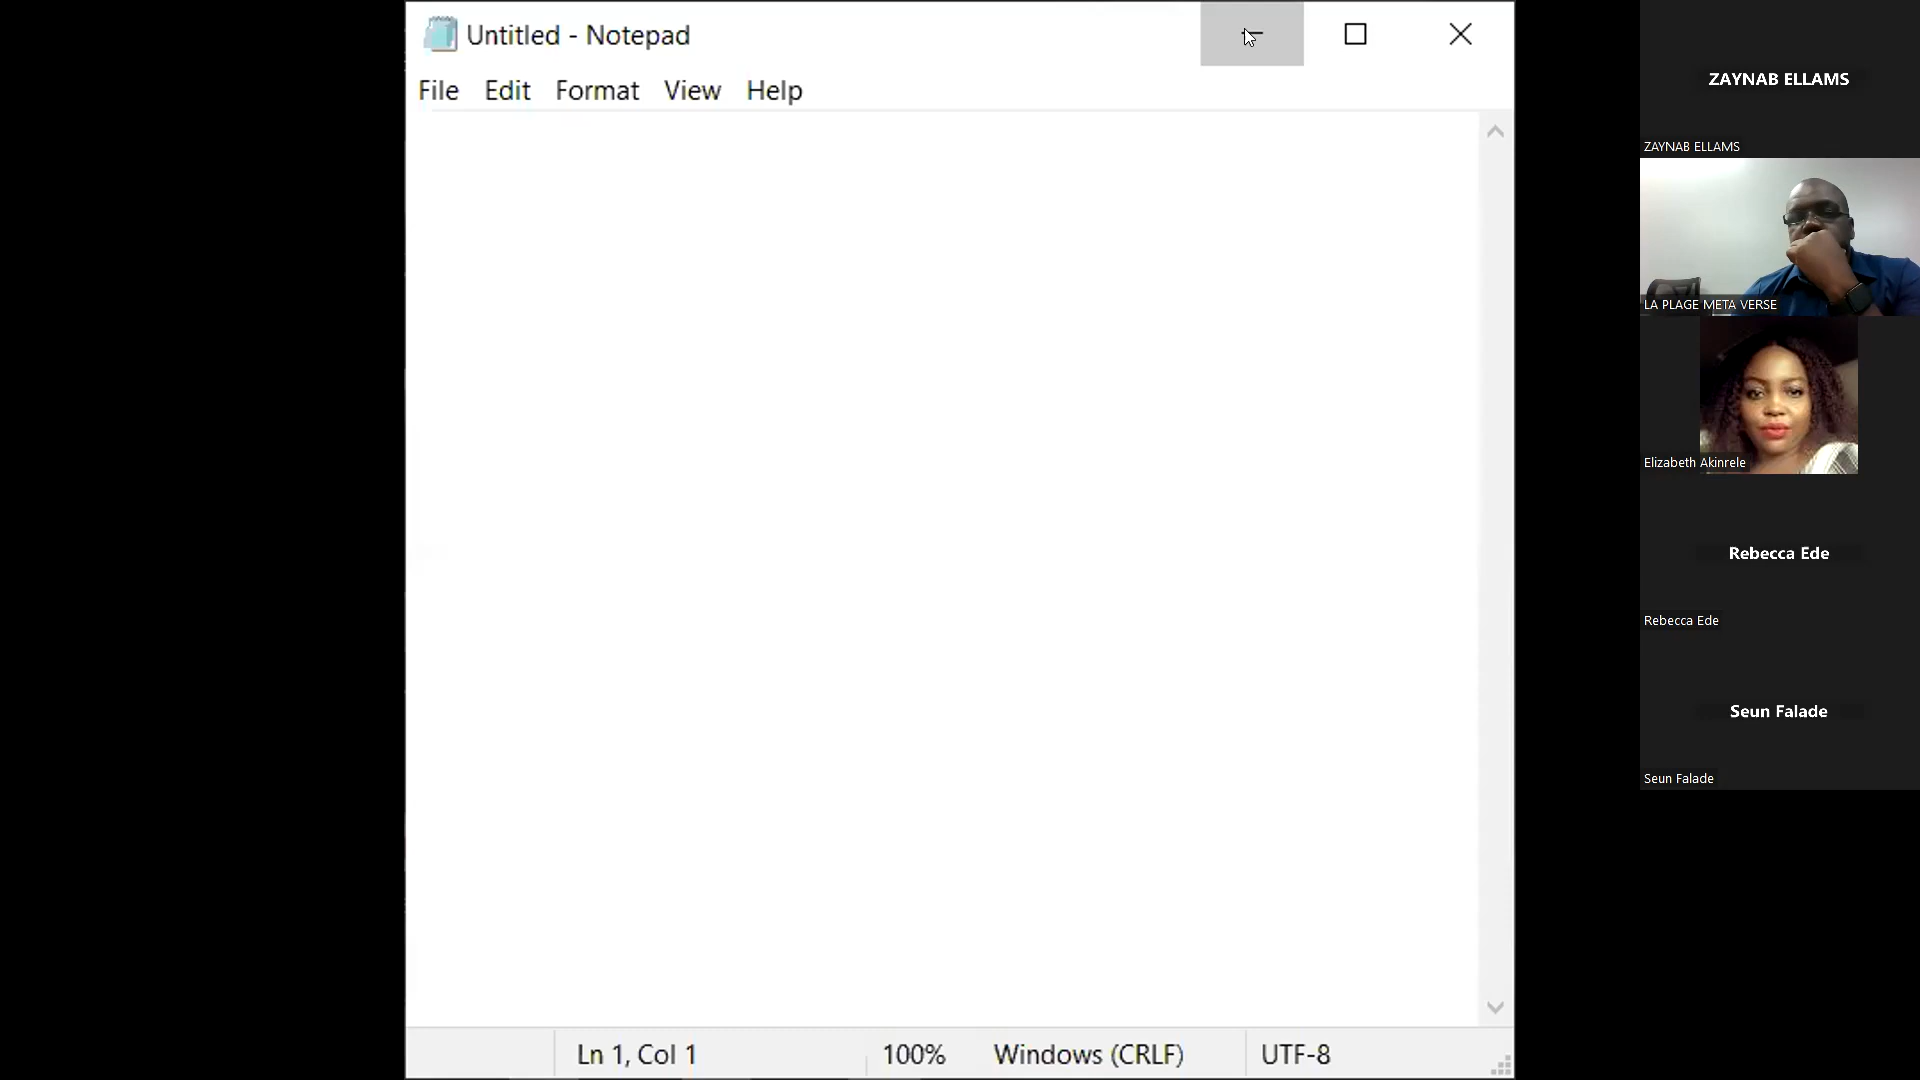 Untitled - Notepad
File Edit Format View Help
Ln 1, Col 1 100% Windows (CRLF) UTF-8
ZAYNAB ELLAMS
ZAYNAB ELLAMS
LA PLAGE META VERSE
Elizabeth Akinrele
Rebecca Ede
Rebecca Ede
Seun Falade
Seun Falade